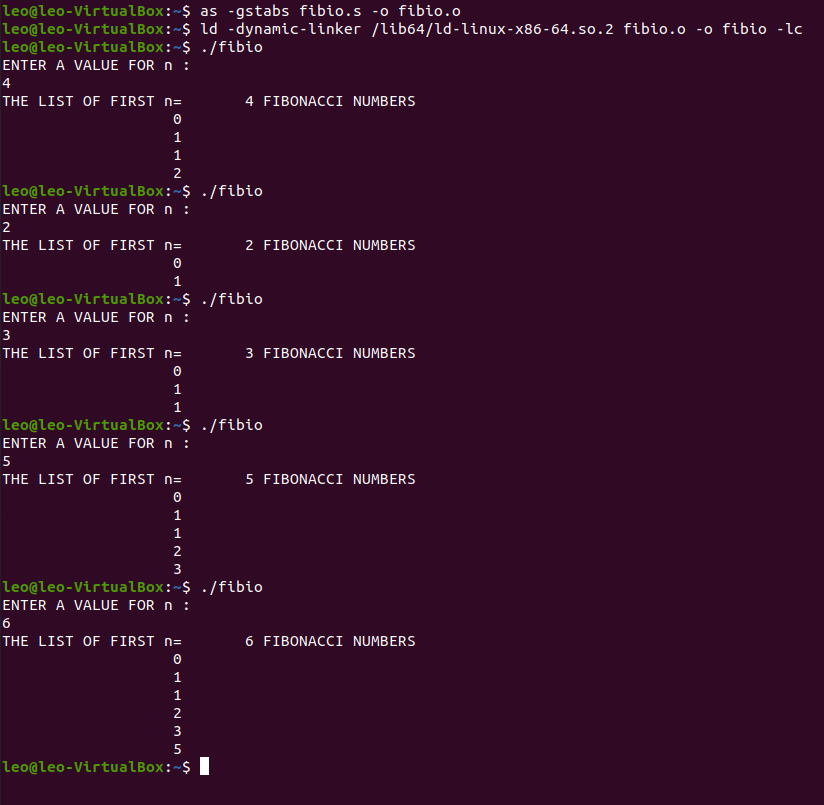 leo@leo-VirtualBox:~$ as -gstabs fibio.s -o fibio.o
leo@leo-VirtualBox:~$ ld -dynamic-linker /lib64/ld-linux-x86-64.so.2 fibio.o -o fibio -lc
leo@leo-VirtualBox:~$ ./fibio
ENTER A VALUE FOR n :
4
THE LIST OF FIRST n=       4 FIBONACCI NUMBERS
                   0
                   1
                   1
                   2
leo@leo-VirtualBox:~$ ./fibio
ENTER A VALUE FOR n :
2
THE LIST OF FIRST n=       2 FIBONACCI NUMBERS
                   0
                   1
leo@leo-VirtualBox:~$ ./fibio
ENTER A VALUE FOR n :
3
THE LIST OF FIRST n=       3 FIBONACCI NUMBERS
                   0
                   1
                   1
leo@leo-VirtualBox:~$ ./fibio
ENTER A VALUE FOR n :
5
THE LIST OF FIRST n=       5 FIBONACCI NUMBERS
                   0
                   1
                   1
                   2
                   3
leo@leo-VirtualBox:~$ ./fibio
ENTER A VALUE FOR n :
6
THE LIST OF FIRST n=       6 FIBONACCI NUMBERS
                   0
                   1
                   1
                   2
                   3
                   5
leo@leo-VirtualBox:~$